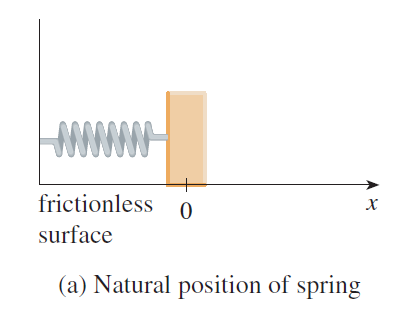 frictionless
surface
0
x
(a) Natural position of spring